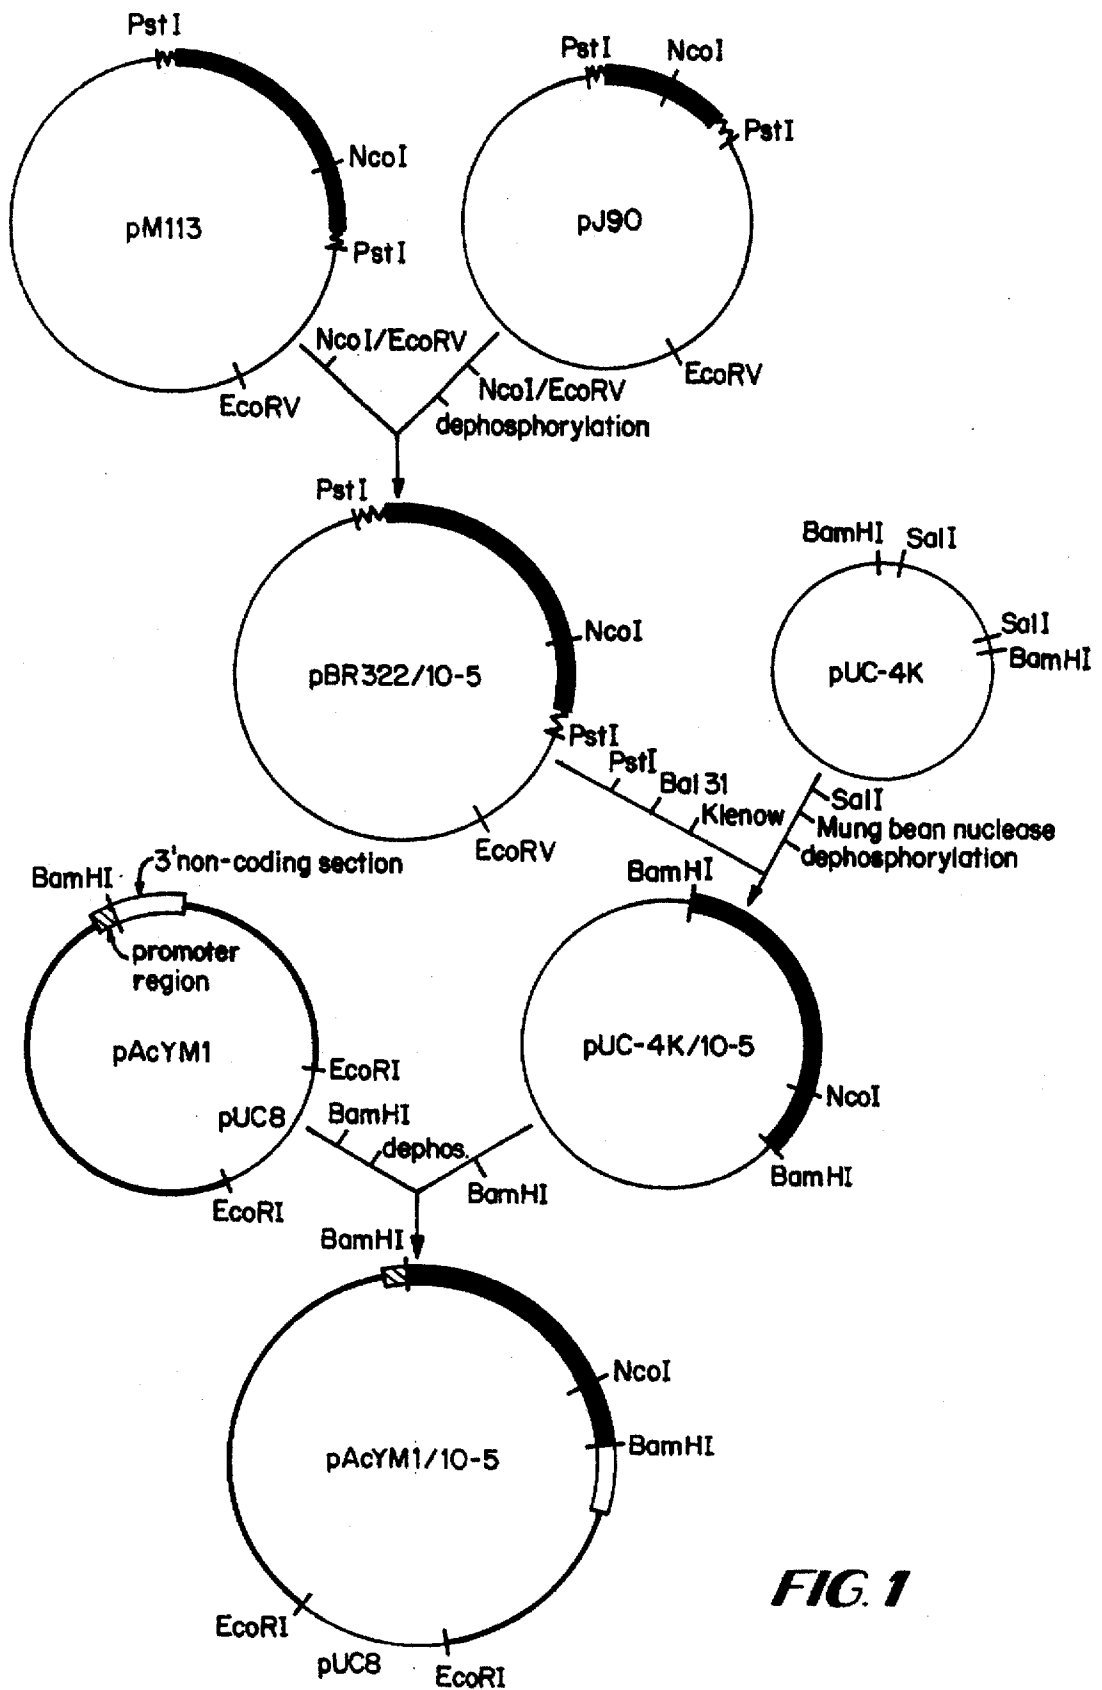 PstI
NcoI
PstI
pM113
EcoRV
PstI
NcoI
PstI
pJ90
EcoRV
NcoI/EcoRV
NcoI/EcoRV
dephosphorylation
PstI
NcoI
pBR322/10-5
PstI
EcoRV
BamHI
SalI
SalI
BamHI
pUC-4K
PstI
Bal 31
Klenow
SalI
Mung bean nuclease
dephosphorylation
BamHI
3'non-coding section
promoter
region
pAcYM1
EcoRI
pUC8
EcoRI
BamHI
pUC-4K/10-5
NcoI
BamHI
BamHI
dephos.
BamHI
BamHI
NcoI
BamHI
pAcYM1/10-5
EcoRI
pUC8
EcoRI
FIG. 1